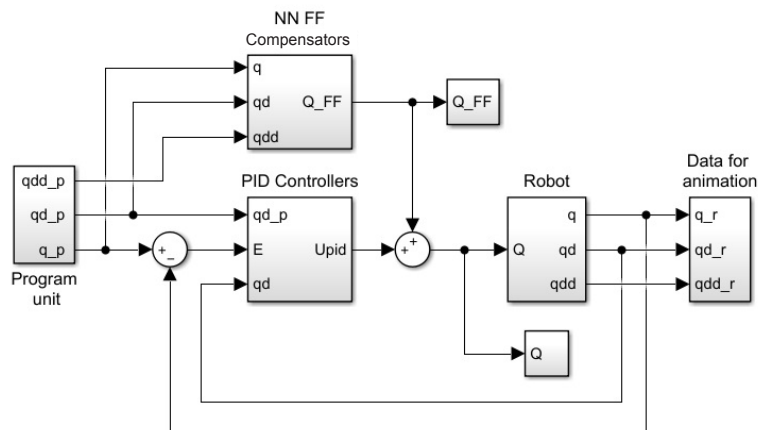 NN FF
Compensators
q
qd
Q_FF
qdd
Q_FF
qdd_p
qd_p
q_p
Program
unit
+
−
PID Controllers
qd_p
E
Upid
qd
+
+
Robot
q
Q
qd
qdd
Data for
animation
q_r
qd_r
qdd_r
Q